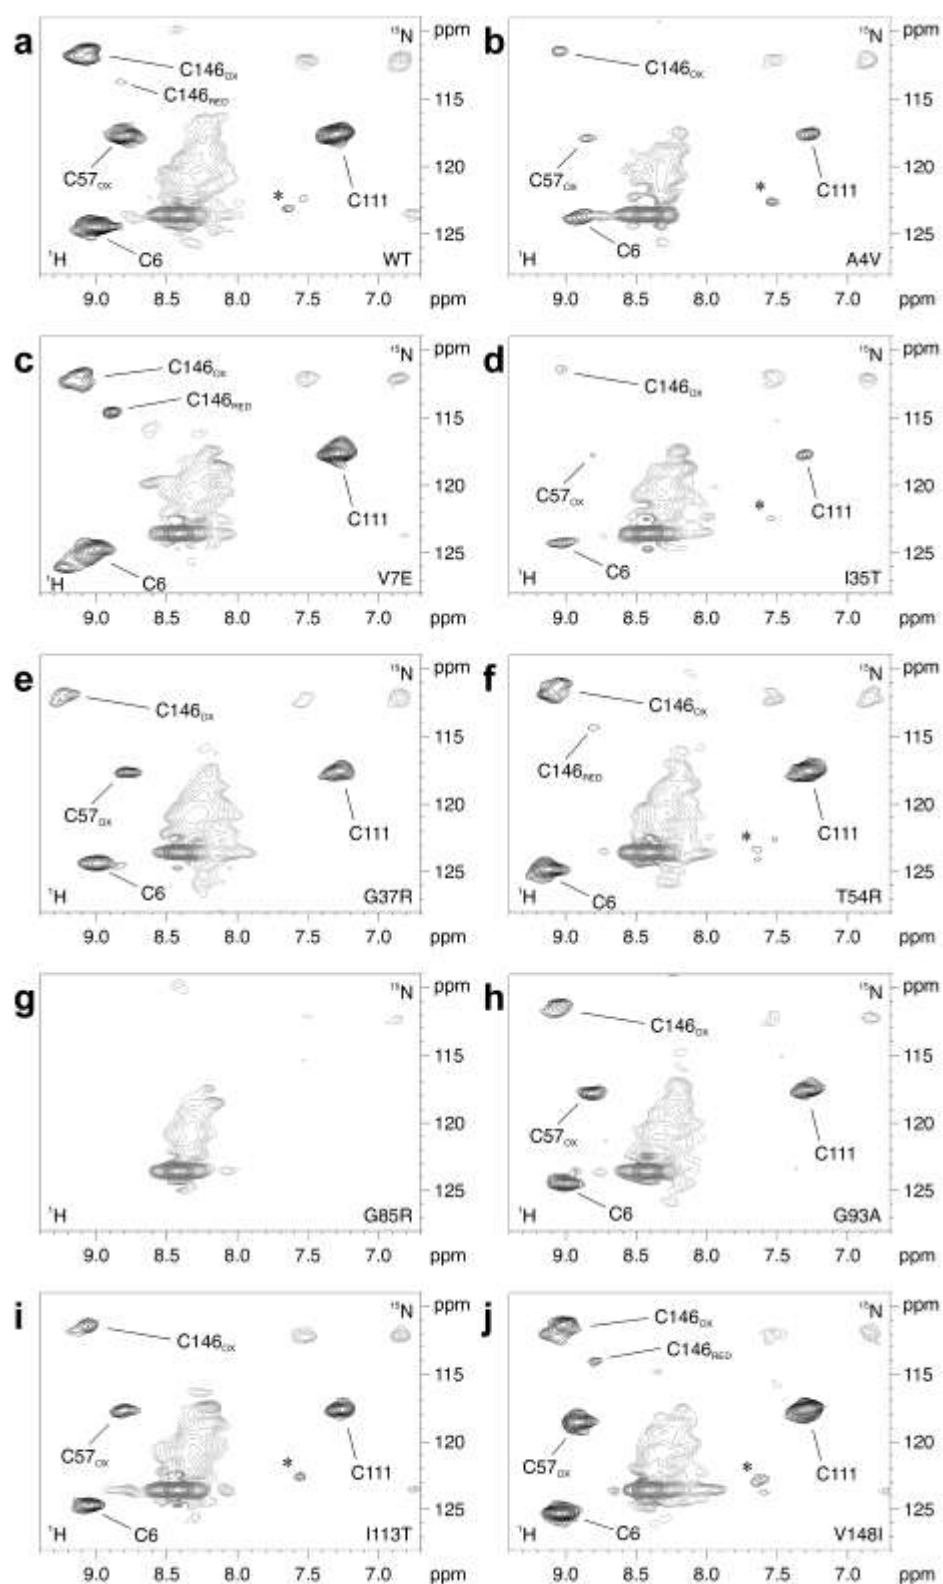 a
¹⁵N
ppm
C146OX
C146RED
115
C57OX
120
*
C111
125
¹H
C6
WT
9.0 8.5 8.0 7.5 7.0 ppm
b
¹⁵N
ppm
C146OX
115
C57OX
120
*
C111
125
¹H
C6
A4V
9.0 8.5 8.0 7.5 7.0 ppm
c
¹⁵N
ppm
C146OX
C146RED
115
120
C111
125
¹H
C6
V7E
9.0 8.5 8.0 7.5 7.0 ppm
d
¹⁵N
ppm
C146OX
115
C57OX
120
*
C111
125
¹H
C6
I35T
9.0 8.5 8.0 7.5 7.0 ppm
e
¹⁵N
ppm
C146OX
115
C57OX
120
C111
125
¹H
C6
G37R
9.0 8.5 8.0 7.5 7.0 ppm
f
¹⁵N
ppm
C146OX
C146RED
115
120
*
C111
125
¹H
C6
T54R
9.0 8.5 8.0 7.5 7.0 ppm
g
¹⁵N
ppm
115
120
125
¹H
G85R
9.0 8.5 8.0 7.5 7.0 ppm
h
¹⁵N
ppm
C146OX
115
C57OX
120
C111
125
¹H
C6
G93A
9.0 8.5 8.0 7.5 7.0 ppm
i
¹⁵N
ppm
C146OX
115
C57OX
120
*
C111
125
¹H
C6
I113T
9.0 8.5 8.0 7.5 7.0 ppm
j
¹⁵N
ppm
C146OX
C146RED
115
C57OX
120
*
C111
125
¹H
C6
V148I
9.0 8.5 8.0 7.5 7.0 ppm